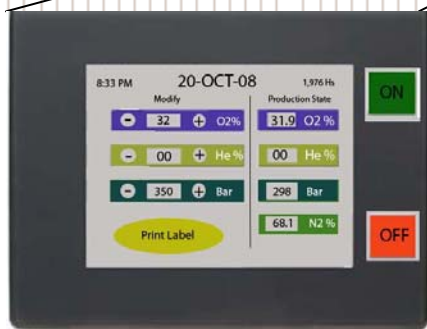 8:33 PM 20-OCT-08 1,976 Hs
Modify Production State
- 32 + O2% 31.9 O2 %
- 00 + He % 00 He %
- 350 + Bar 298 Bar
68.1 N2 %
Print Label
ON
OFF